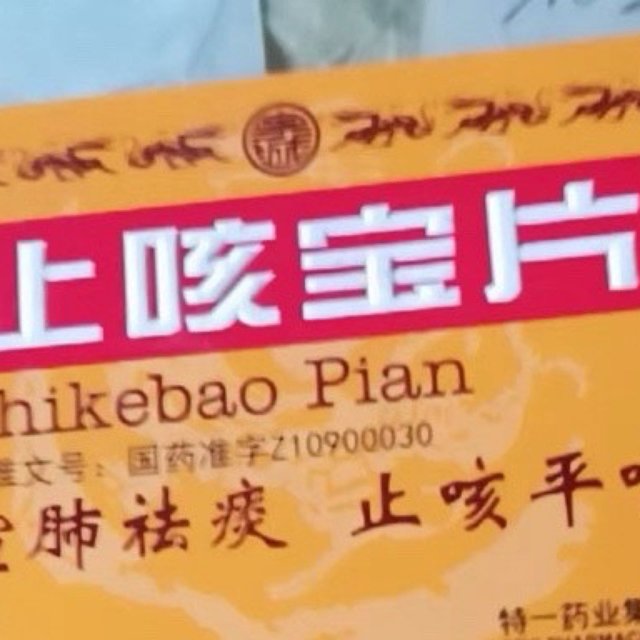 止咳宝片
hikebao Pian
准文号：国药准字Z10900030
肺祛痰 止咳平
特一药业集